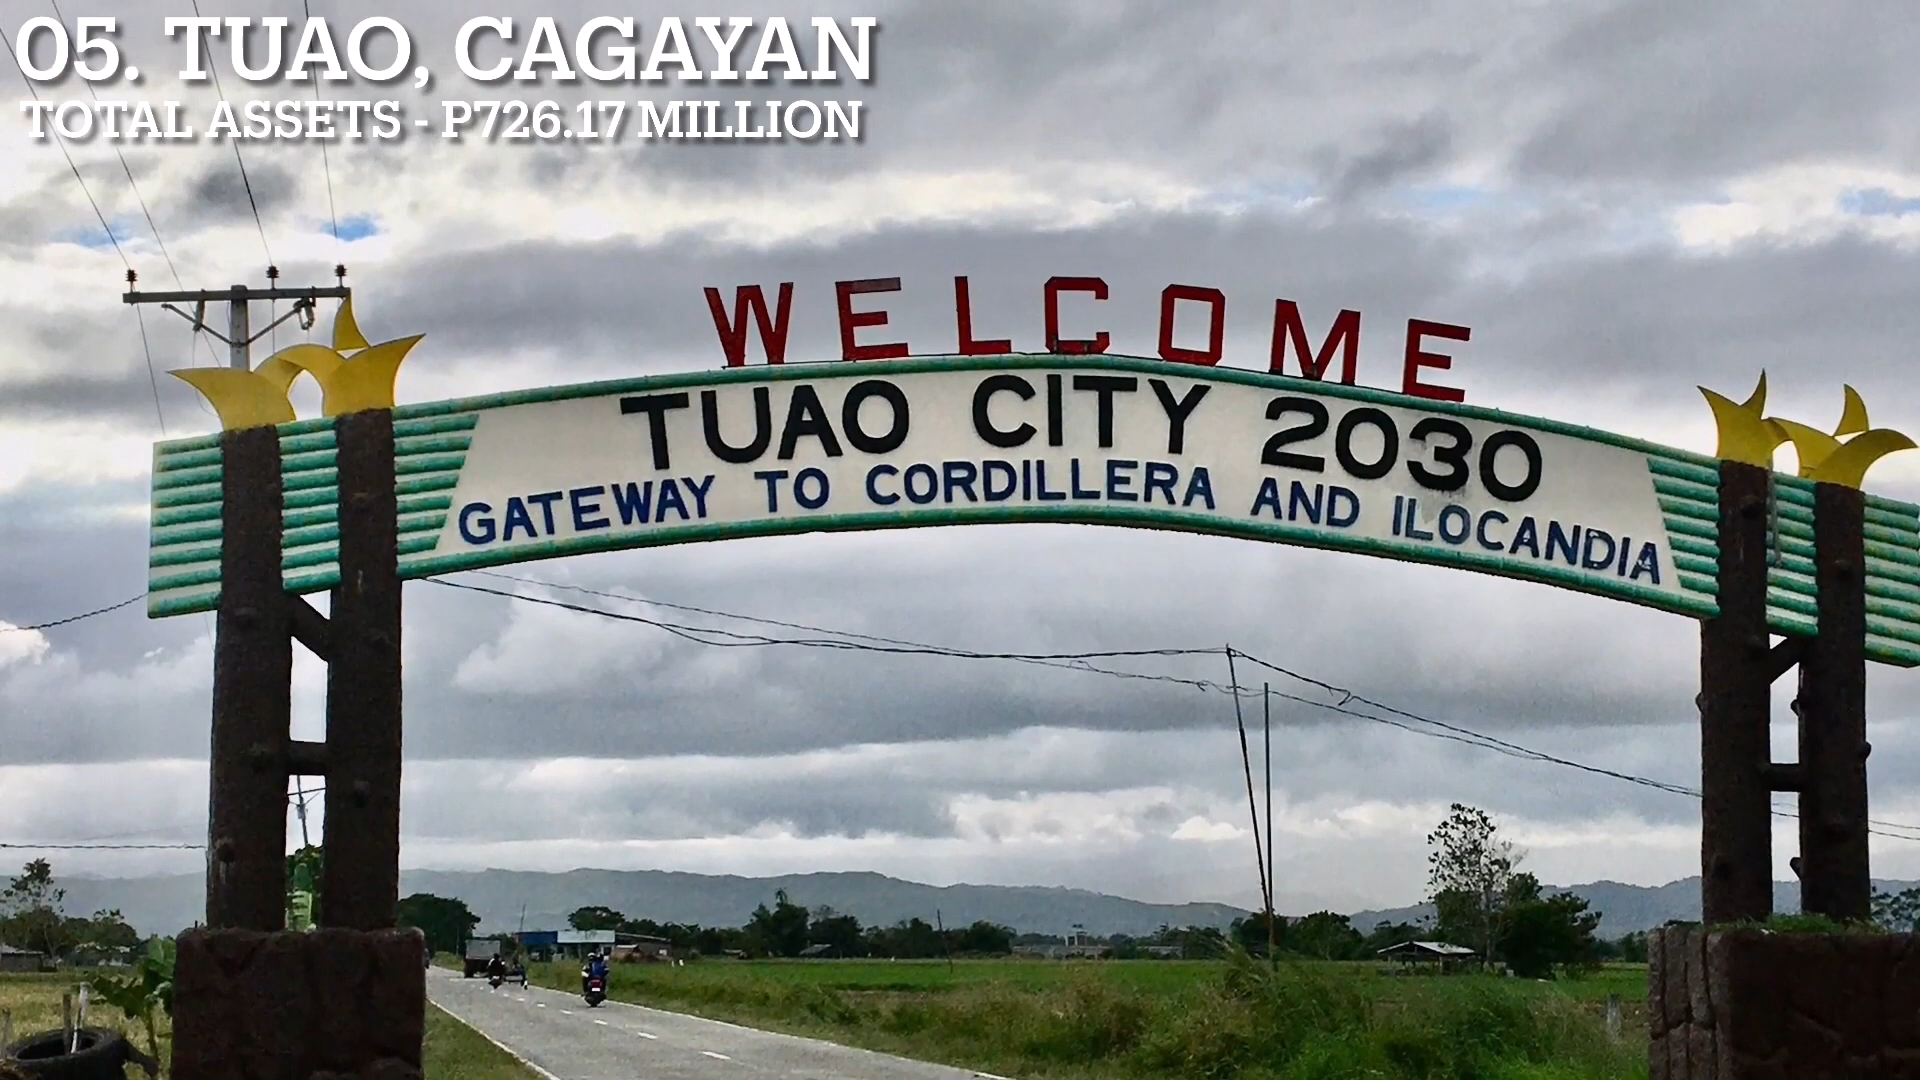 05. TUAO, CAGAYAN
TOTAL ASSETS - P726.17 MILLION
WELCOME
TUAO CITY 2030
GATEWAY TO CORDILLERA AND ILOCANDIA